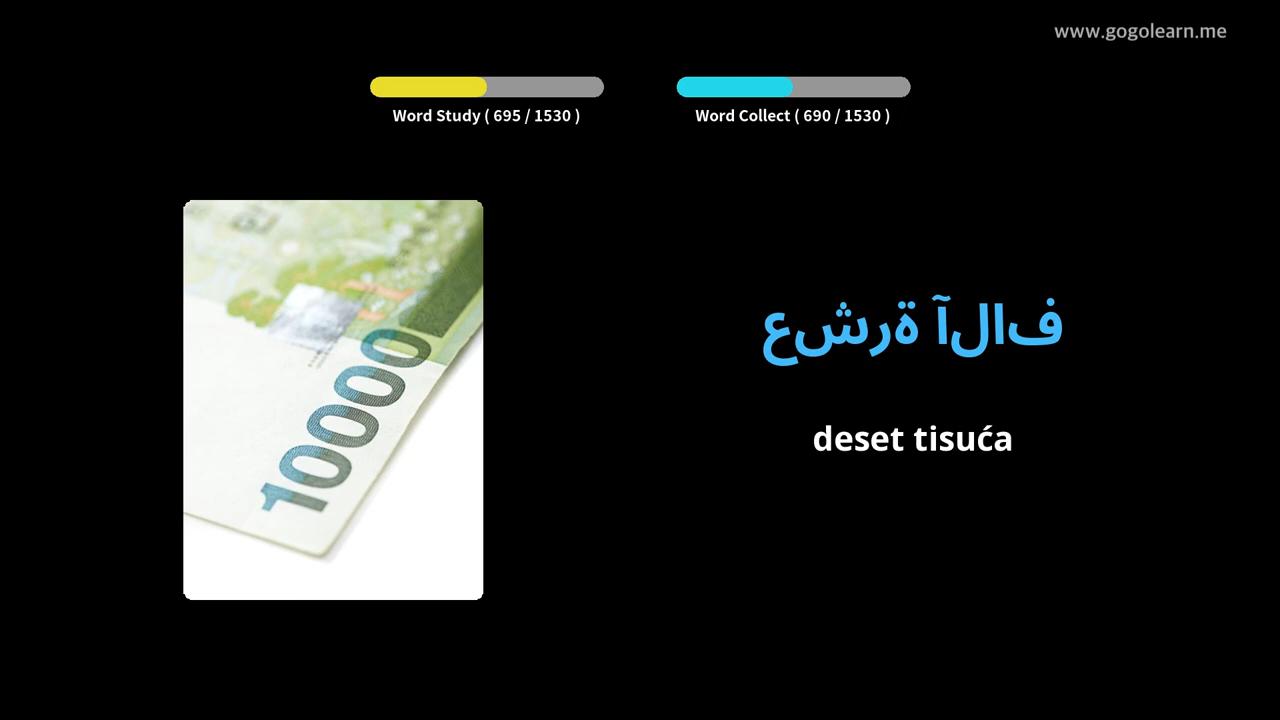 www.gogolearn.me
Word Study ( 695 / 1530 )
Word Collect ( 690 / 1530 )
10000
عشرة آلاف
deset tisuća